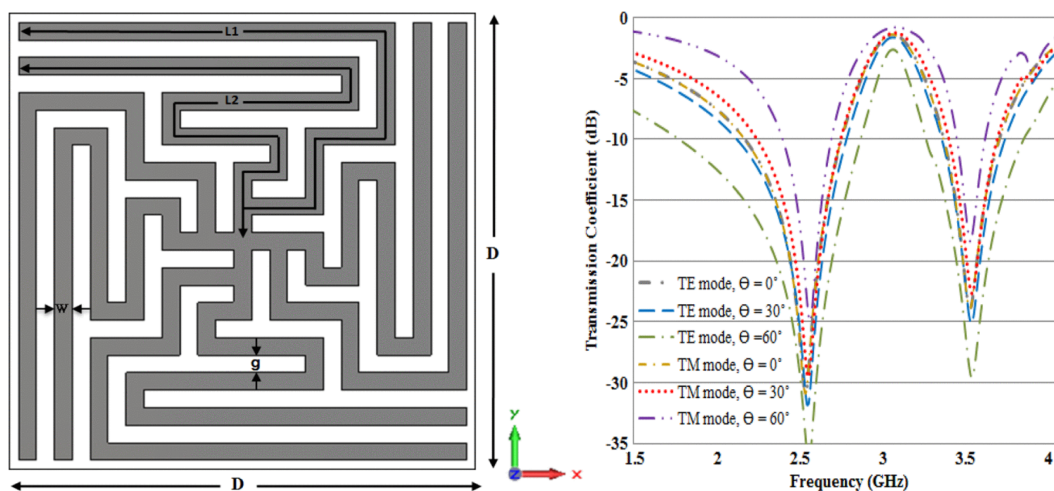 L1
L2
W
g
D
D
Y
Z
X
Transmission Coefficient (dB)
0
-5
-10
-15
-20
-25
-30
-35
TE mode, Θ = 0°
TE mode, Θ = 30°
TE mode, Θ =60°
TM mode, Θ = 0°
TM mode, Θ = 30°
TM mode, Θ = 60°
1.5 2 2.5 3 3.5 4
Frequency (GHz)